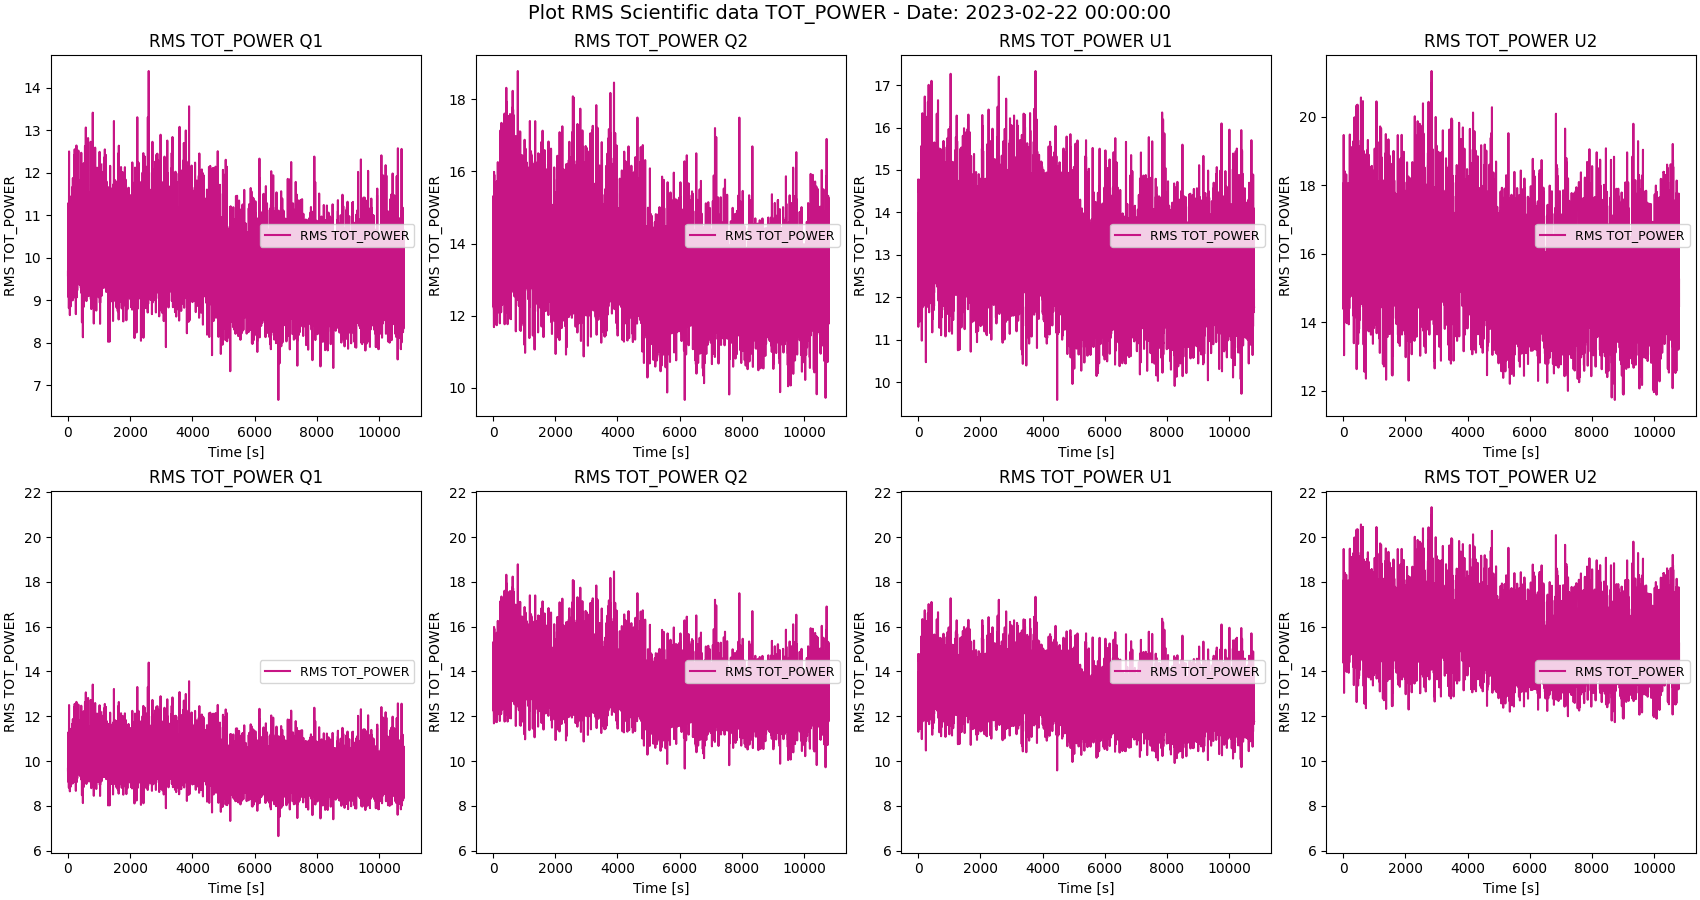 Plot RMS Scientific data TOT_POWER - Date: 2023-02-22 00:00:00
RMS TOT_POWER Q1
RMS TOT_POWER
14
13
12
11
10
9
8
7
RMS TOT_POWER
0 2000 4000 6000 8000 10000
Time [s]
RMS TOT_POWER Q2
RMS TOT_POWER
18
16
14
12
10
RMS TOT_POWER
0 2000 4000 6000 8000 10000
Time [s]
RMS TOT_POWER U1
RMS TOT_POWER
17
16
15
14
13
12
11
10
RMS TOT_POWER
0 2000 4000 6000 8000 10000
Time [s]
RMS TOT_POWER U2
RMS TOT_POWER
20
18
16
14
12
RMS TOT_POWER
0 2000 4000 6000 8000 10000
Time [s]
RMS TOT_POWER Q1
RMS TOT_POWER
22
20
18
16
14
12
10
8
6
RMS TOT_POWER
0 2000 4000 6000 8000 10000
Time [s]
RMS TOT_POWER Q2
RMS TOT_POWER
22
20
18
16
14
12
10
8
6
RMS TOT_POWER
0 2000 4000 6000 8000 10000
Time [s]
RMS TOT_POWER U1
RMS TOT_POWER
22
20
18
16
14
12
10
8
6
RMS TOT_POWER
0 2000 4000 6000 8000 10000
Time [s]
RMS TOT_POWER U2
RMS TOT_POWER
22
20
18
16
14
12
10
8
6
RMS TOT_POWER
0 2000 4000 6000 8000 10000
Time [s]